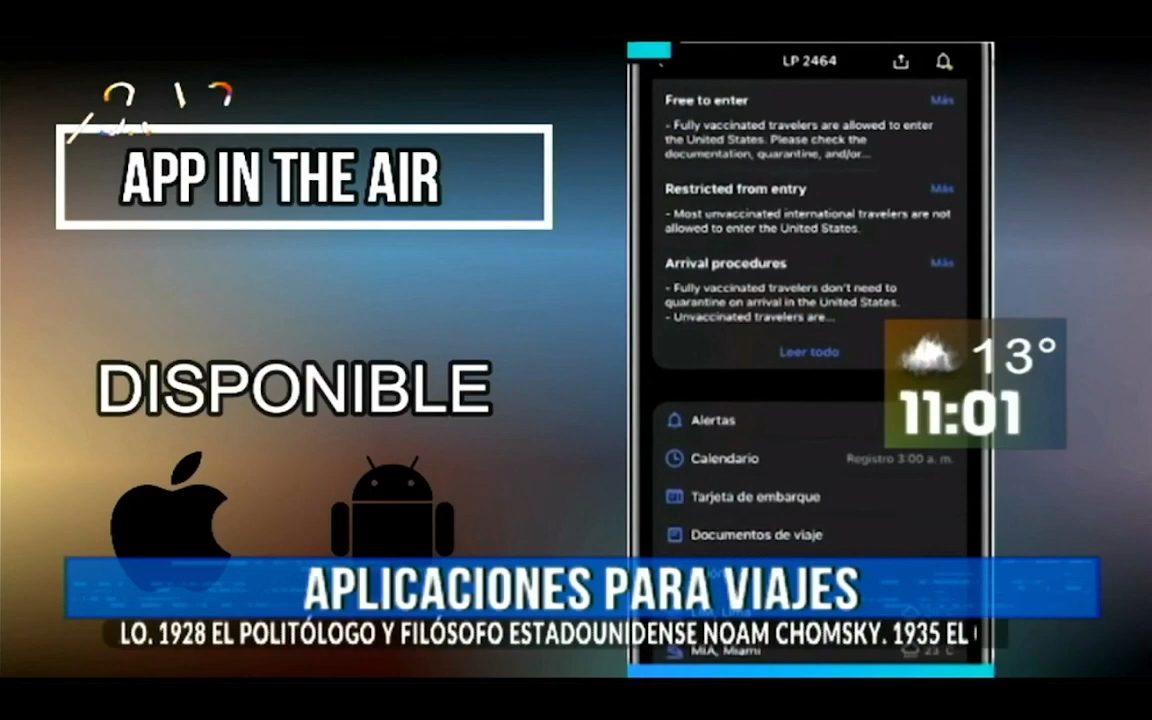 APP IN THE AIR
DISPONIBLE
LP 2464
Free to enter
Más
- Fully vaccinated travelers are allowed to enter
the United States. Please check the
documentation, quarantine, and/or...
Restricted from entry
Más
- Most unvaccinated international travelers are not
allowed to enter the United States.
Arrival procedures
Más
- Fully vaccinated travelers don't need to
quarantine on arrival in the United States.
- Unvaccinated travelers are...
Leer todo
13°
11:01
Alertas
Calendario
Registro 3:00 a. m.
Tarjeta de embarque
Documentos de viaje
APLICACIONES PARA VIAJES
LO. 1928 EL POLITÓLOGO Y FILÓSOFO ESTADOUNIDENSE NOAM CHOMSKY. 1935 EL
MIA, Miami
23°C